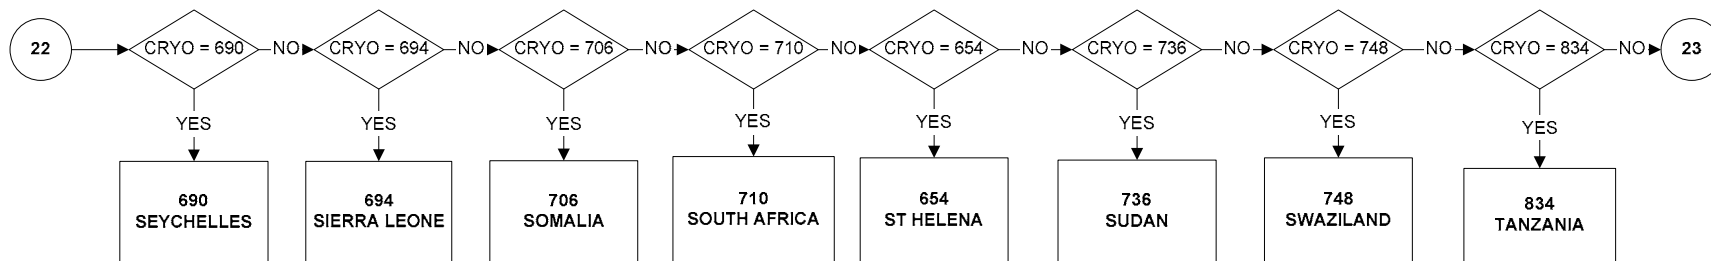 22
CRYO = 690
NO
CRYO = 694
NO
CRYO = 706
NO
CRYO = 710
NO
CRYO = 654
NO
CRYO = 736
NO
CRYO = 748
NO
CRYO = 834
NO
23
YES
YES
YES
YES
YES
YES
YES
YES
690
SEYCHELLES
694
SIERRA LEONE
706
SOMALIA
710
SOUTH AFRICA
654
ST HELENA
736
SUDAN
748
SWAZILAND
834
TANZANIA